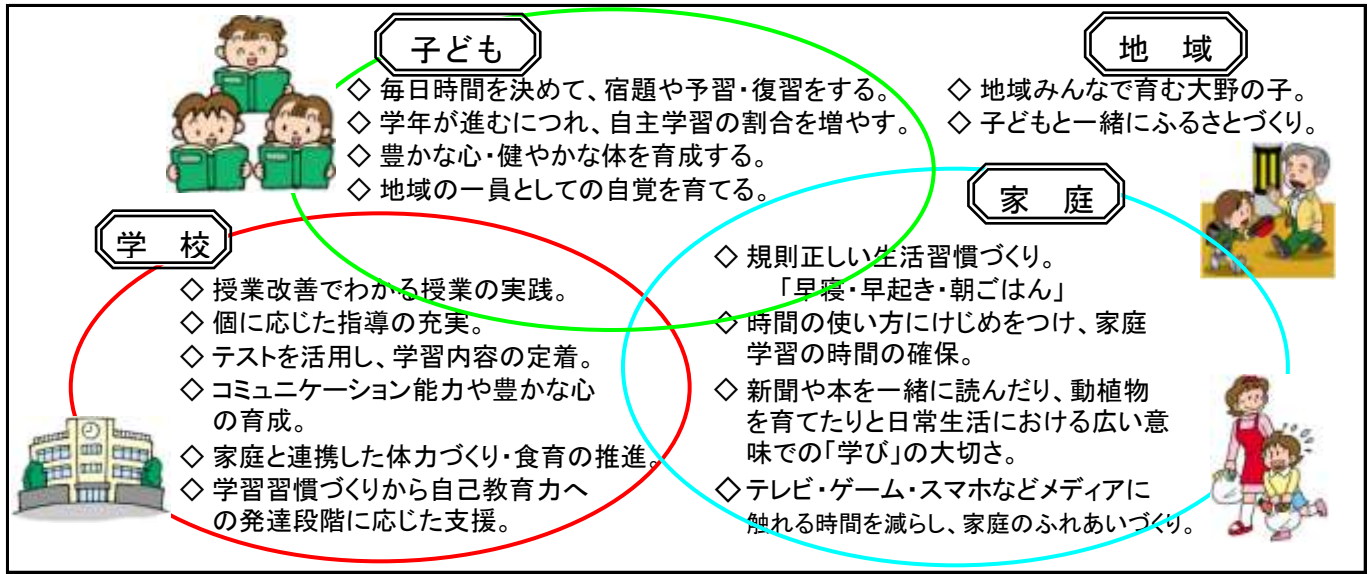 子ども
◇ 毎日時間を決めて、宿題や予習・復習をする。
◇ 学年が進むにつれ、自主学習の割合を増やす。
◇ 豊かな心・健やかな体を育成する。
◇ 地域の一員としての自覚を育てる。
地 域
◇ 地域みんなで育む大野の子。
◇ 子どもと一緒にふるさとづくり。
学 校
◇ 授業改善でわかる授業の実践。
◇ 個に応じた指導の充実。
◇ テストを活用し、学習内容の定着。
◇ コミュニケーション能力や豊かな心
の育成。
◇ 家庭と連携した体力づくり・食育の推進。
◇ 学習習慣づくりから自己教育力へ
の発達段階に応じた支援。
家 庭
◇ 規則正しい生活習慣づくり。
「早寝・早起き・朝ごはん」
◇ 時間の使い方にけじめをつけ、家庭
学習の時間の確保。
◇ 新聞や本を一緒に読んだり、動植物
を育てたりと日常生活における広い意
味での「学び」の大切さ。
◇ テレビ・ゲーム・スマホなどメディアに
触れる時間を減らし、家庭のふれあいづくり。